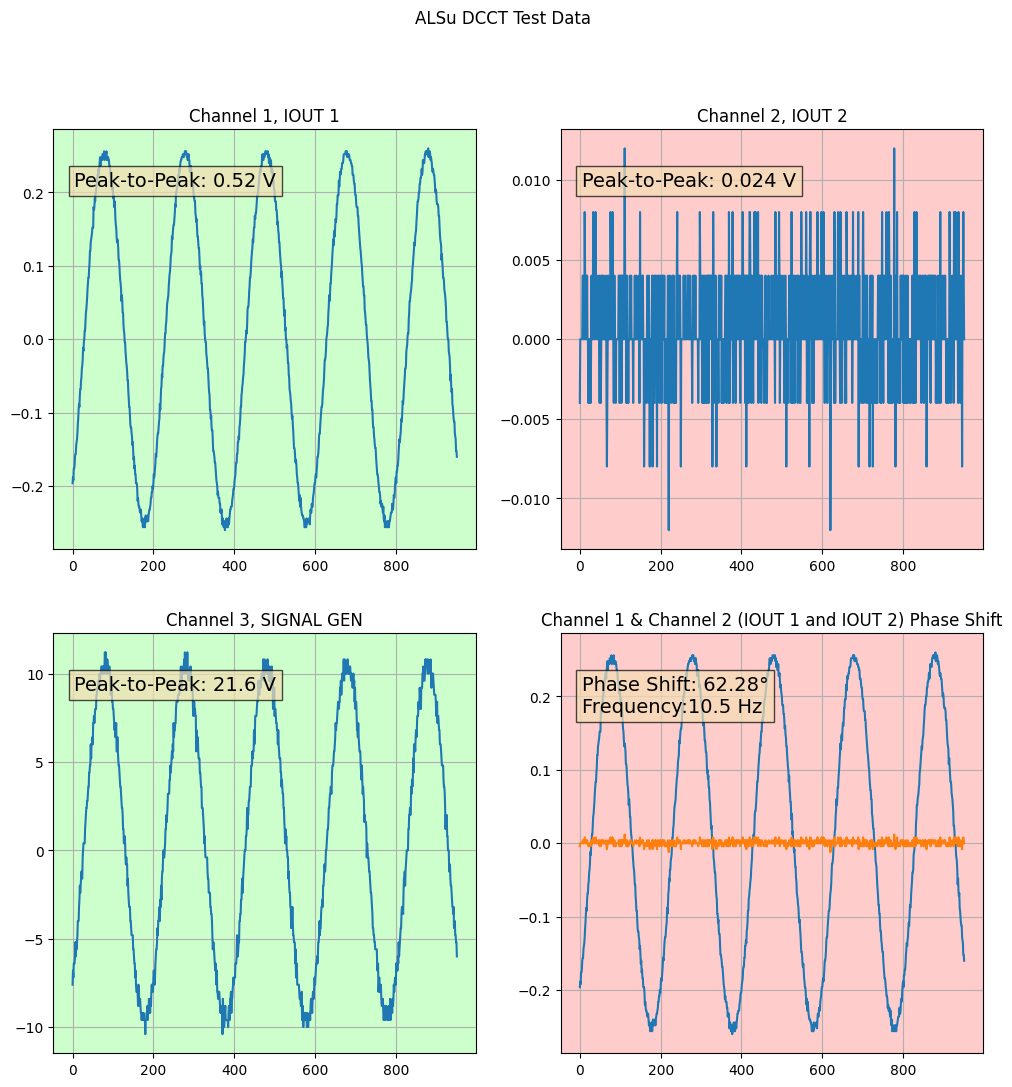 ALSu DCCT Test Data
Channel 1, IOUT 1
Peak-to-Peak: 0.52 V
0.2
0.1
0.0
−0.1
−0.2
0 200 400 600 800
Channel 2, IOUT 2
Peak-to-Peak: 0.024 V
0.010
0.005
0.000
−0.005
−0.010
0 200 400 600 800
Channel 3, SIGNAL GEN
Peak-to-Peak: 21.6 V
10
5
0
−5
−10
0 200 400 600 800
Channel 1 & Channel 2 (IOUT 1 and IOUT 2) Phase Shift
Phase Shift: 62.28°
Frequency:10.5 Hz
0.2
0.1
0.0
−0.1
−0.2
0 200 400 600 800